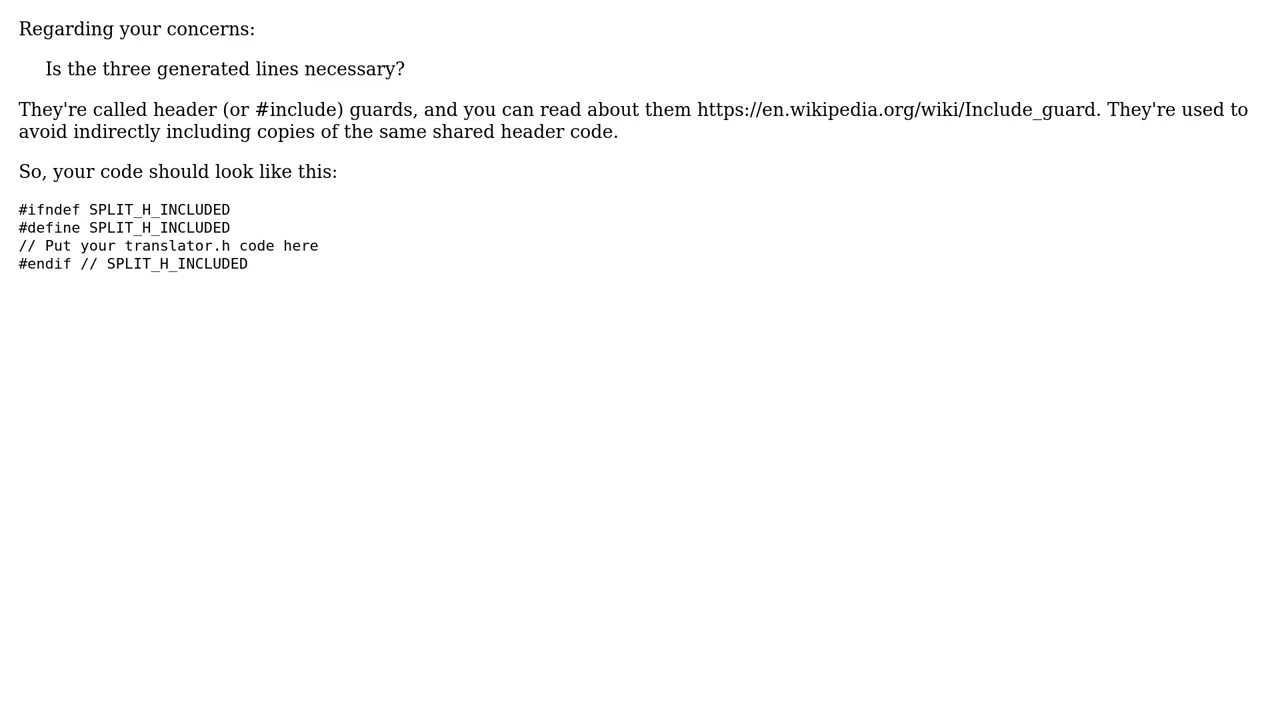 Regarding your concerns:
Is the three generated lines necessary?
They're called header (or #include) guards, and you can read about them https://en.wikipedia.org/wiki/Include_guard. They're used to
avoid indirectly including copies of the same shared header code.
So, your code should look like this:
#ifndef SPLIT_H_INCLUDED
#define SPLIT_H_INCLUDED
// Put your translator.h code here
#endif // SPLIT_H_INCLUDED